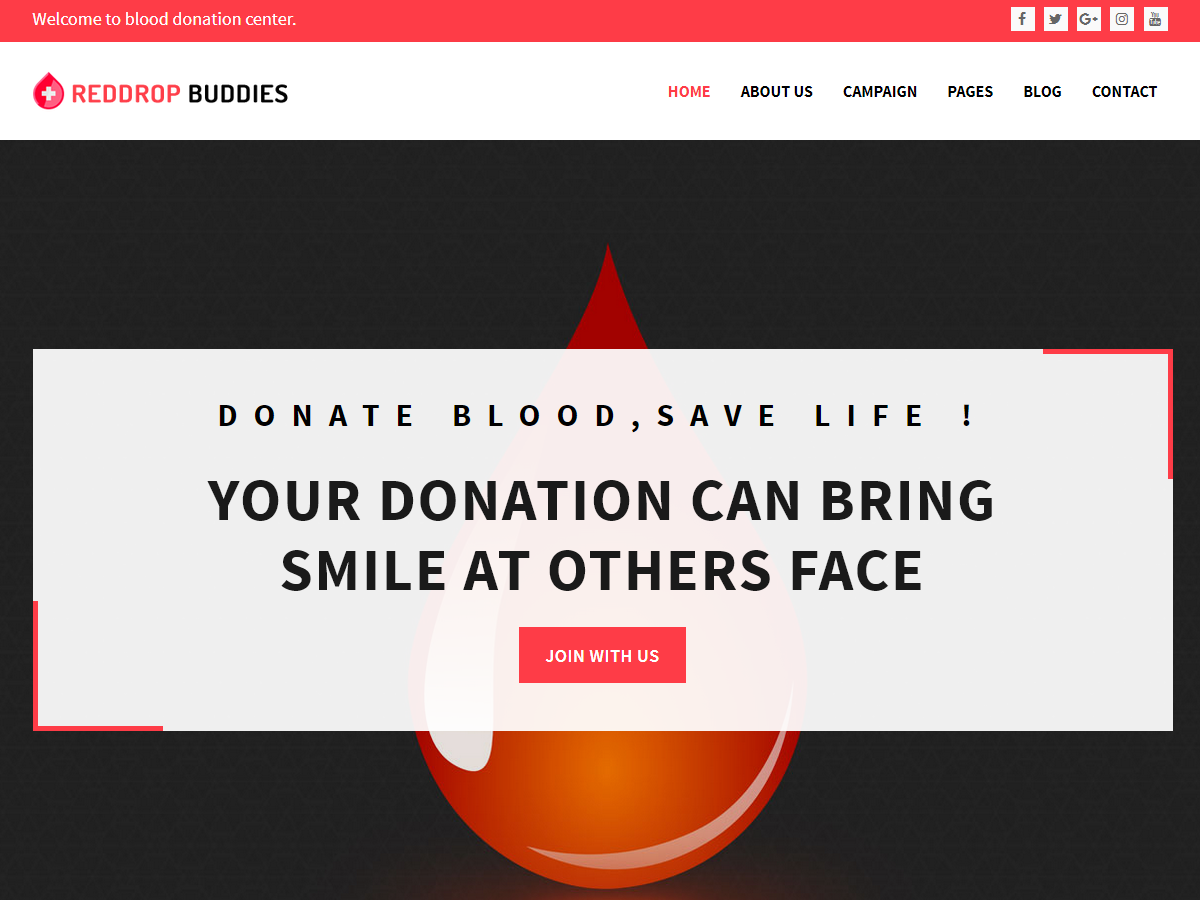 Welcome to blood donation center.
REDDROP BUDDIES
HOME ABOUT US CAMPAIGN PAGES BLOG CONTACT
DONATE BLOOD,SAVE LIFE !
YOUR DONATION CAN BRING
SMILE AT OTHERS FACE
JOIN WITH US